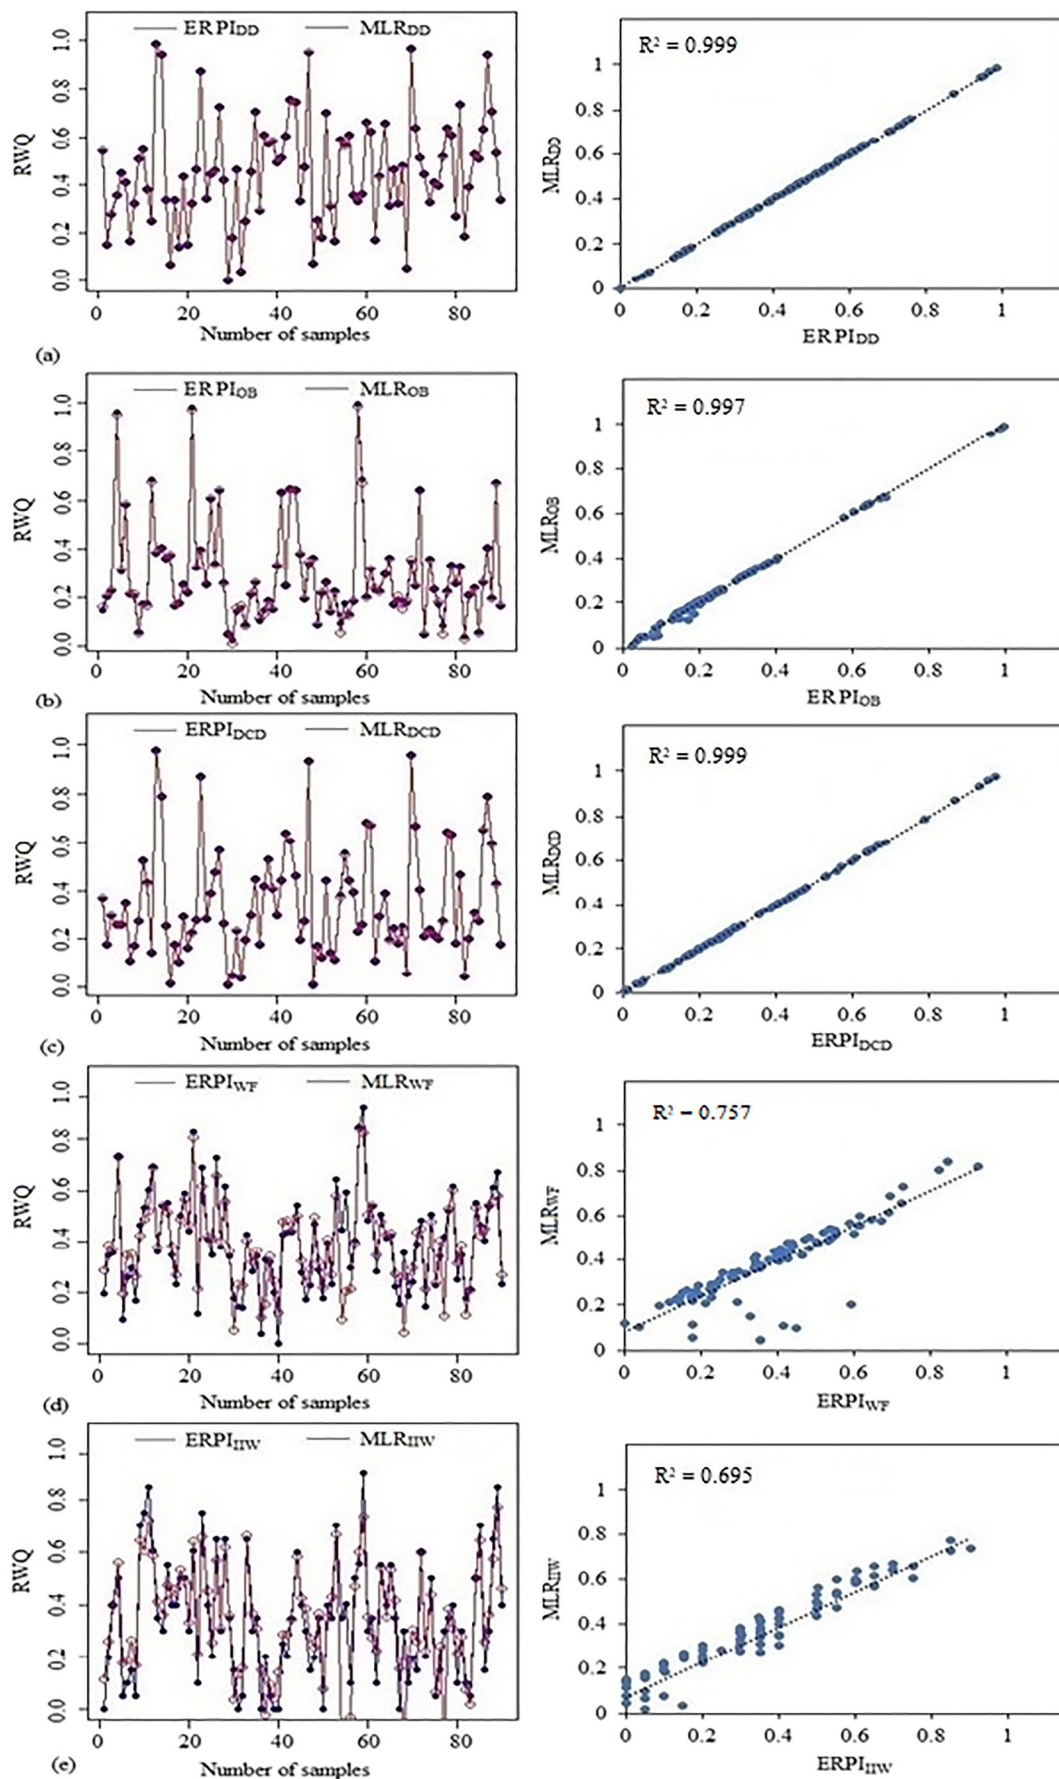 ERPIDD MLRDD
RWQ
0.0 0.2 0.4 0.6 0.8 1.0
0 20 40 60 80
Number of samples
(a)
R² = 0.999
MLRDD
1
0.8
0.6
0.4
0.2
0
0 0.2 0.4 0.6 0.8 1
ERPIDD
ERPIOB MLROB
RWQ
0.0 0.2 0.4 0.6 0.8 1.0
0 20 40 60 80
Number of samples
(b)
R² = 0.997
MLROB
1
0.8
0.6
0.4
0.2
0
0 0.2 0.4 0.6 0.8 1
ERPIOB
ERPIDCD MLRDCD
RWQ
0.0 0.2 0.4 0.6 0.8 1.0
0 20 40 60 80
Number of samples
(c)
R² = 0.999
MLRDCD
1
0.8
0.6
0.4
0.2
0
0 0.2 0.4 0.6 0.8 1
ERPIDCD
ERPIWF MLRWF
RWQ
0.0 0.2 0.4 0.6 0.8 1.0
0 20 40 60 80
Number of samples
(d)
R² = 0.757
MLRWF
1
0.8
0.6
0.4
0.2
0
0 0.2 0.4 0.6 0.8 1
ERPIWF
ERPIIIW MLRIIW
RWQ
0.0 0.2 0.4 0.6 0.8 1.0
0 20 40 60 80
Number of samples
(e)
R² = 0.695
MLRIIW
1
0.8
0.6
0.4
0.2
0
0 0.2 0.4 0.6 0.8 1
ERPIIIW